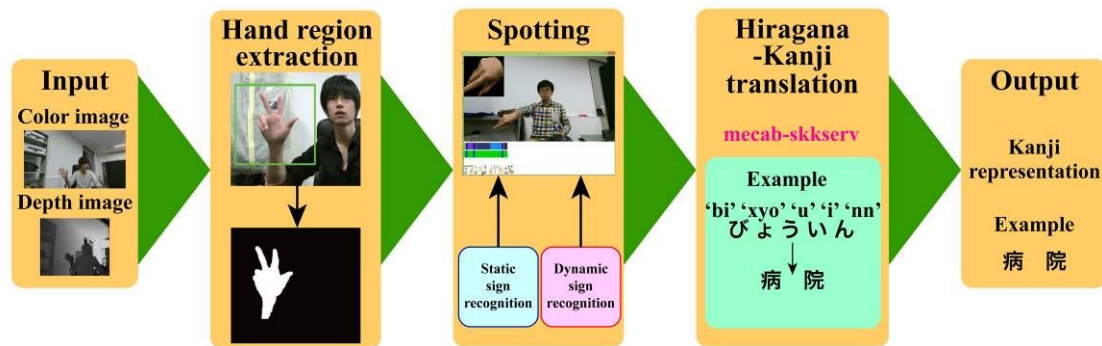 Input
Color image
Depth image
Hand region
extraction
Spotting
Static
sign
recognition
Dynamic
sign
recognition
Hiragana
-Kanji
translation
mecab-skkserv
Example
‘bi’ ‘xyo’ ‘u’ ‘i’ ‘nn’
び ょ う い ん
病 院
Output
Kanji
representation
Example
病 院